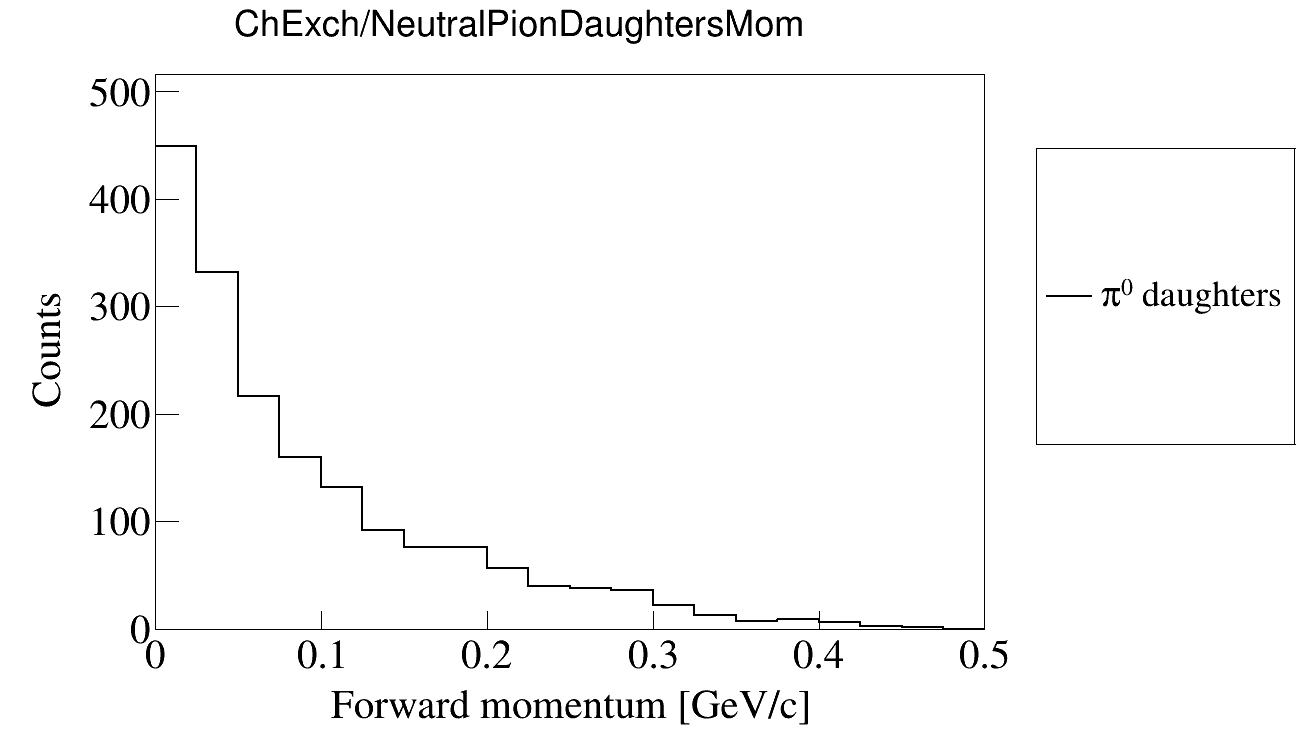 ChExch/NeutralPionDaughtersMom
500
400
300
200
100
0
Counts
0 0.1 0.2 0.3 0.4 0.5
Forward momentum [GeV/c]
π⁰ daughters